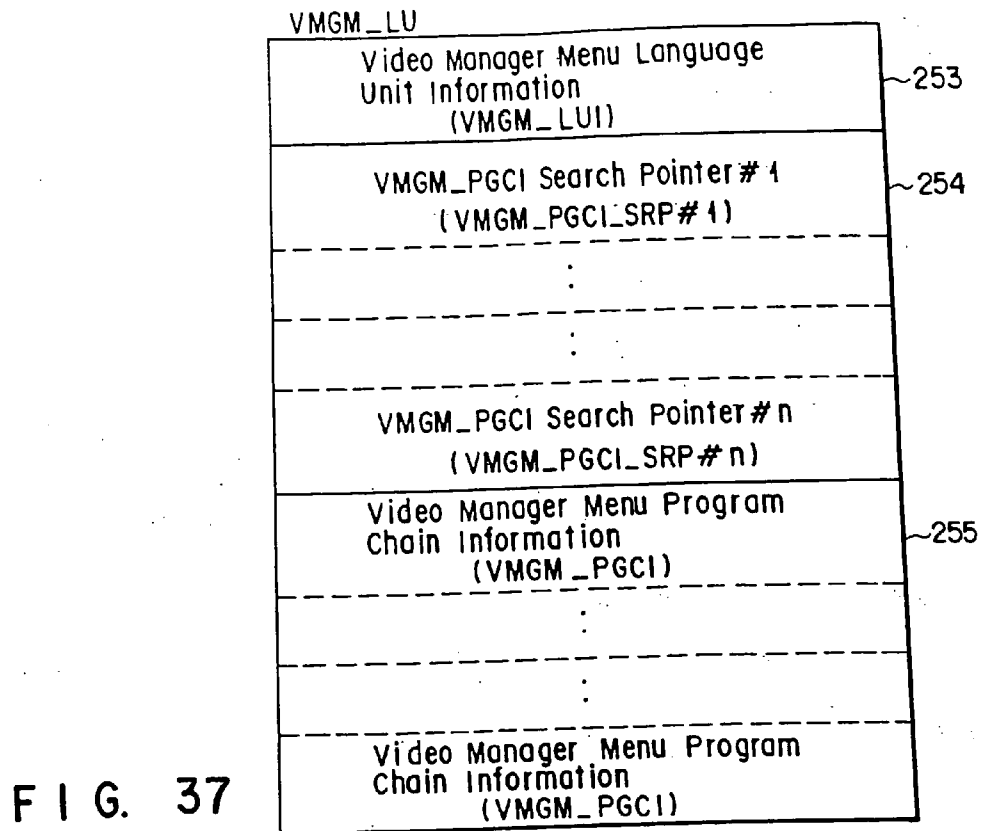 VMGM_LU
Video Manager Menu Language
Unit Information
(VMGM_LUI)
253
VMGM_PGCI Search Pointer #1
(VMGM_PGCI_SRP #1)
254
VMGM_PGCI Search Pointer #n
(VMGM_PGCI_SRP #n)
Video Manager Menu Program
Chain Information
(VMGM_PGCI)
255
Video Manager Menu Program
Chain Information
(VMGM_PGCI)
FIG. 37